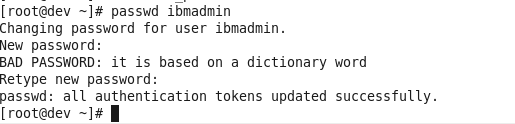 [root@dev ~]# passwd ibmadmin
Changing password for user ibmadmin.
New password:
BAD PASSWORD: it is based on a dictionary word
Retype new password:
passwd: all authentication tokens updated successfully.
[root@dev ~]#